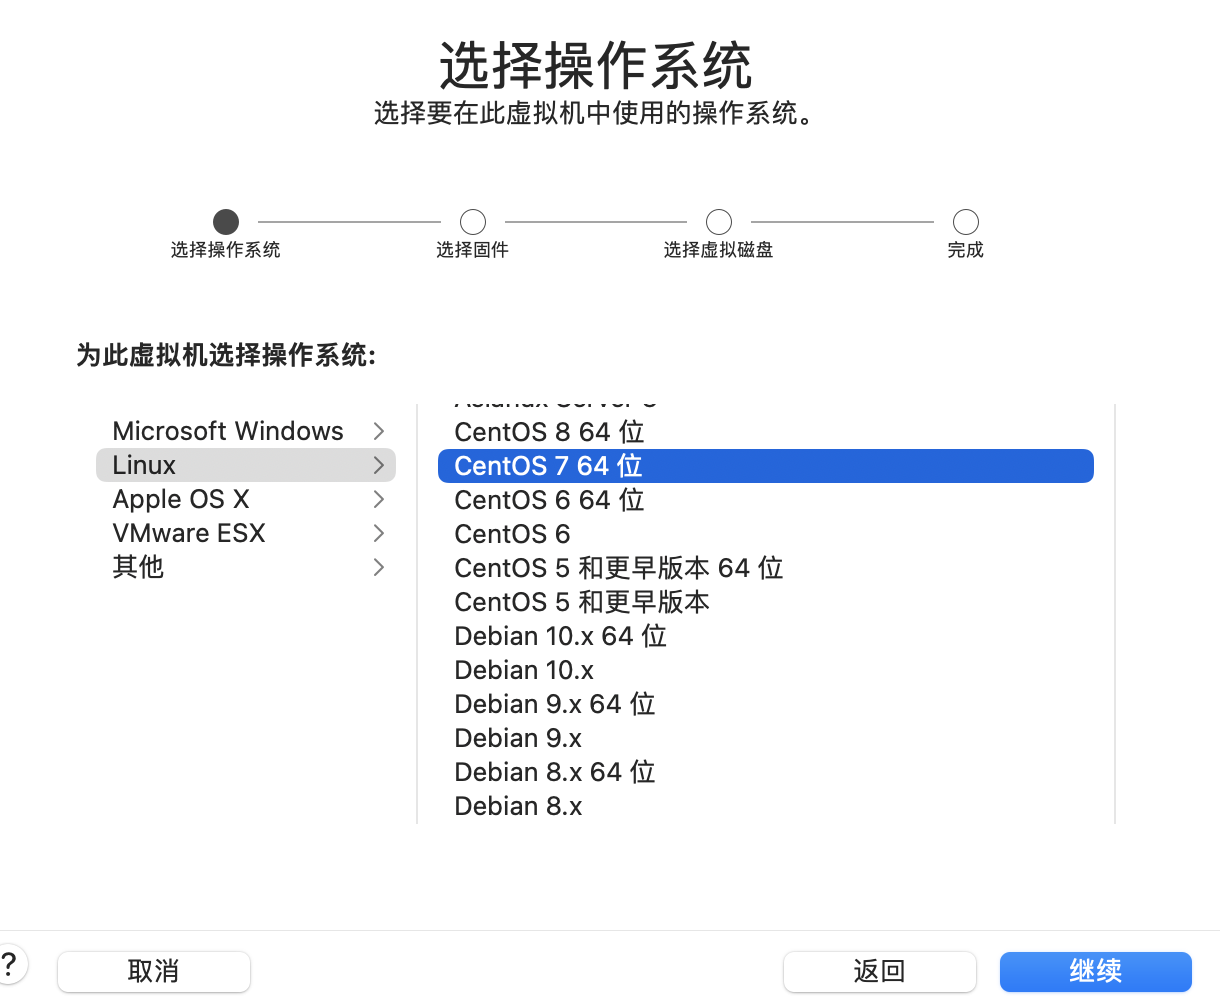 选择操作系统
选择要在此虚拟机中使用的操作系统。
选择操作系统
选择固件
选择虚拟磁盘
完成
为此虚拟机选择操作系统:
Microsoft Windows
Linux
Apple OS X
VMware ESX
其他
CentOS 8 64 位
CentOS 7 64 位
CentOS 6 64 位
CentOS 6
CentOS 5 和更早版本 64 位
CentOS 5 和更早版本
Debian 10.x 64 位
Debian 10.x
Debian 9.x 64 位
Debian 9.x
Debian 8.x 64 位
Debian 8.x
?
取消
返回
继续